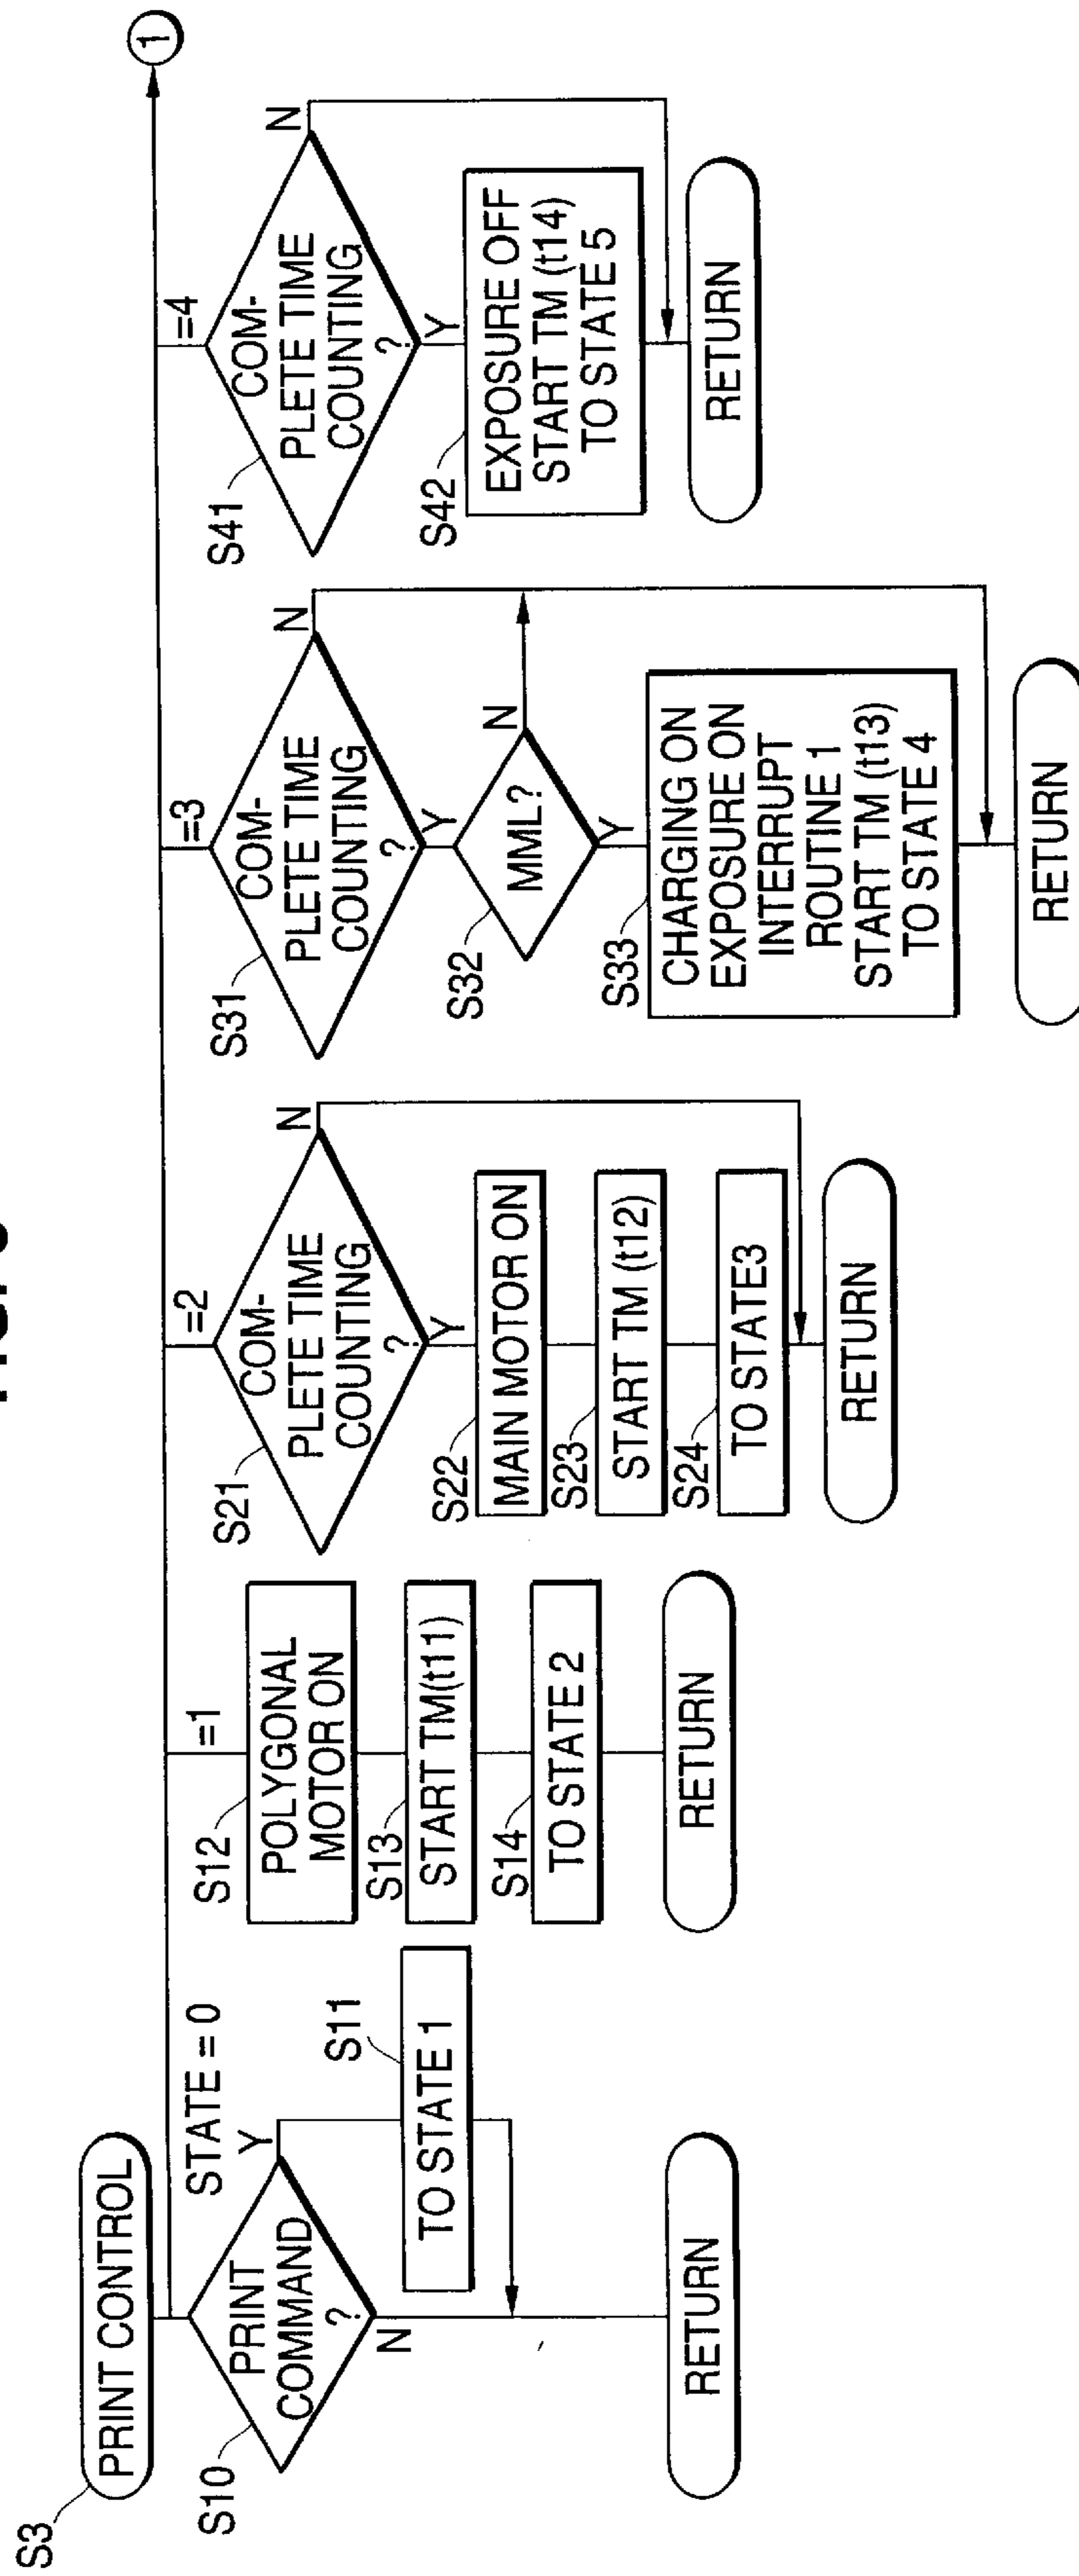 S3
PRINT CONTROL
STATE = 0
S10
PRINT
COMMAND
?
Y
N
S11
TO STATE 1
RETURN
=1
S12
POLYGONAL
MOTOR ON
S13
START TM(t11)
S14
TO STATE 2
RETURN
=2
S21
COM-
PLETE TIME
COUNTING
?
N
Y
S22
MAIN MOTOR ON
S23
START TM (t12)
S24
TO STATE3
RETURN
=3
S31
COM-
PLETE TIME
COUNTING
?
N
Y
S32
MML?
N
Y
S33
CHARGING ON
EXPOSURE ON
INTERRUPT
ROUTINE 1
START TM (t13)
TO STATE 4
RETURN
=4
S41
COM-
PLETE TIME
COUNTING
?
N
Y
S42
EXPOSURE OFF
START TM (t14)
TO STATE 5
RETURN
1